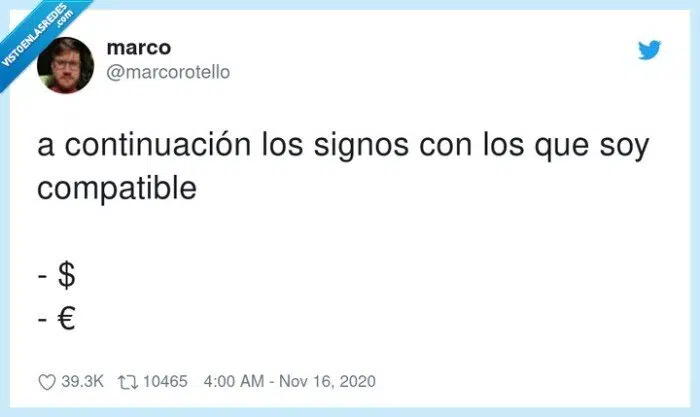 VISTOENLASREDES
.com
marco
@marcorotello
a continuación los signos con los que soy
compatible
- $
- €
39.3K 10465 4:00 AM - Nov 16, 2020